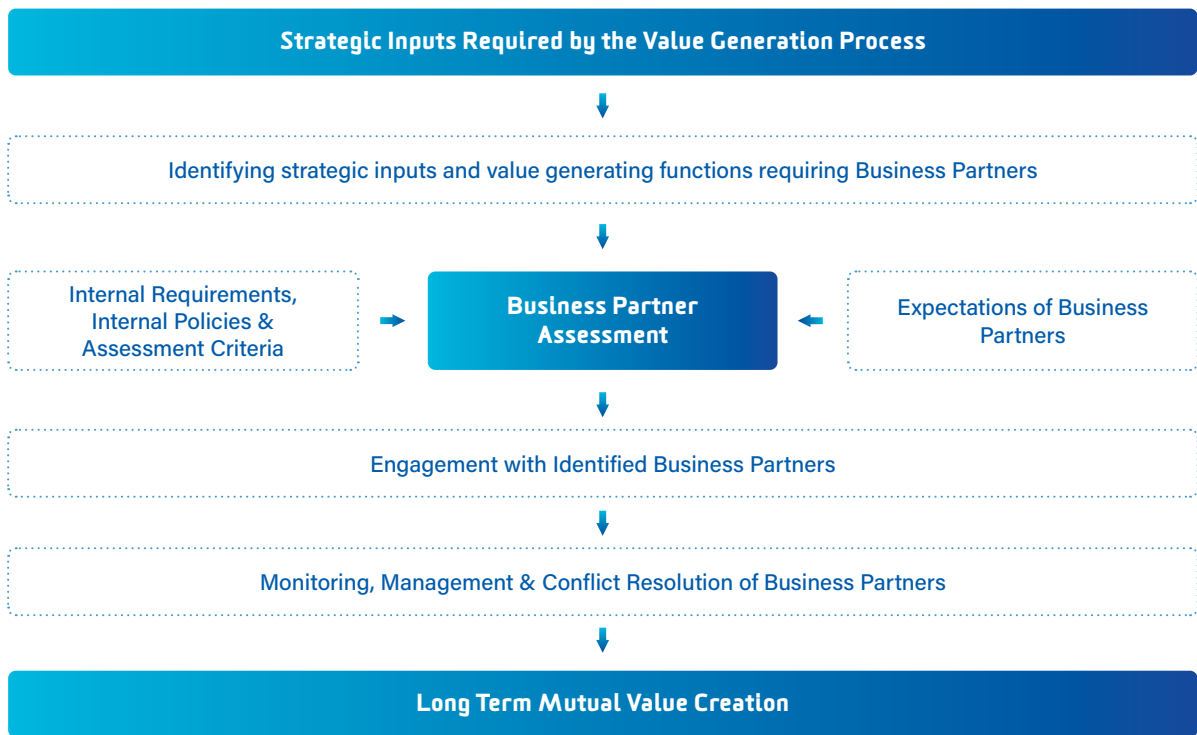 Strategic Inputs Required by the Value Generation Process
Identifying strategic inputs and value generating functions requiring Business Partners
Internal Requirements,
Internal Policies &
Assessment Criteria
Business Partner
Assessment
Expectations of Business
Partners
Engagement with Identified Business Partners
Monitoring, Management & Conflict Resolution of Business Partners
Long Term Mutual Value Creation